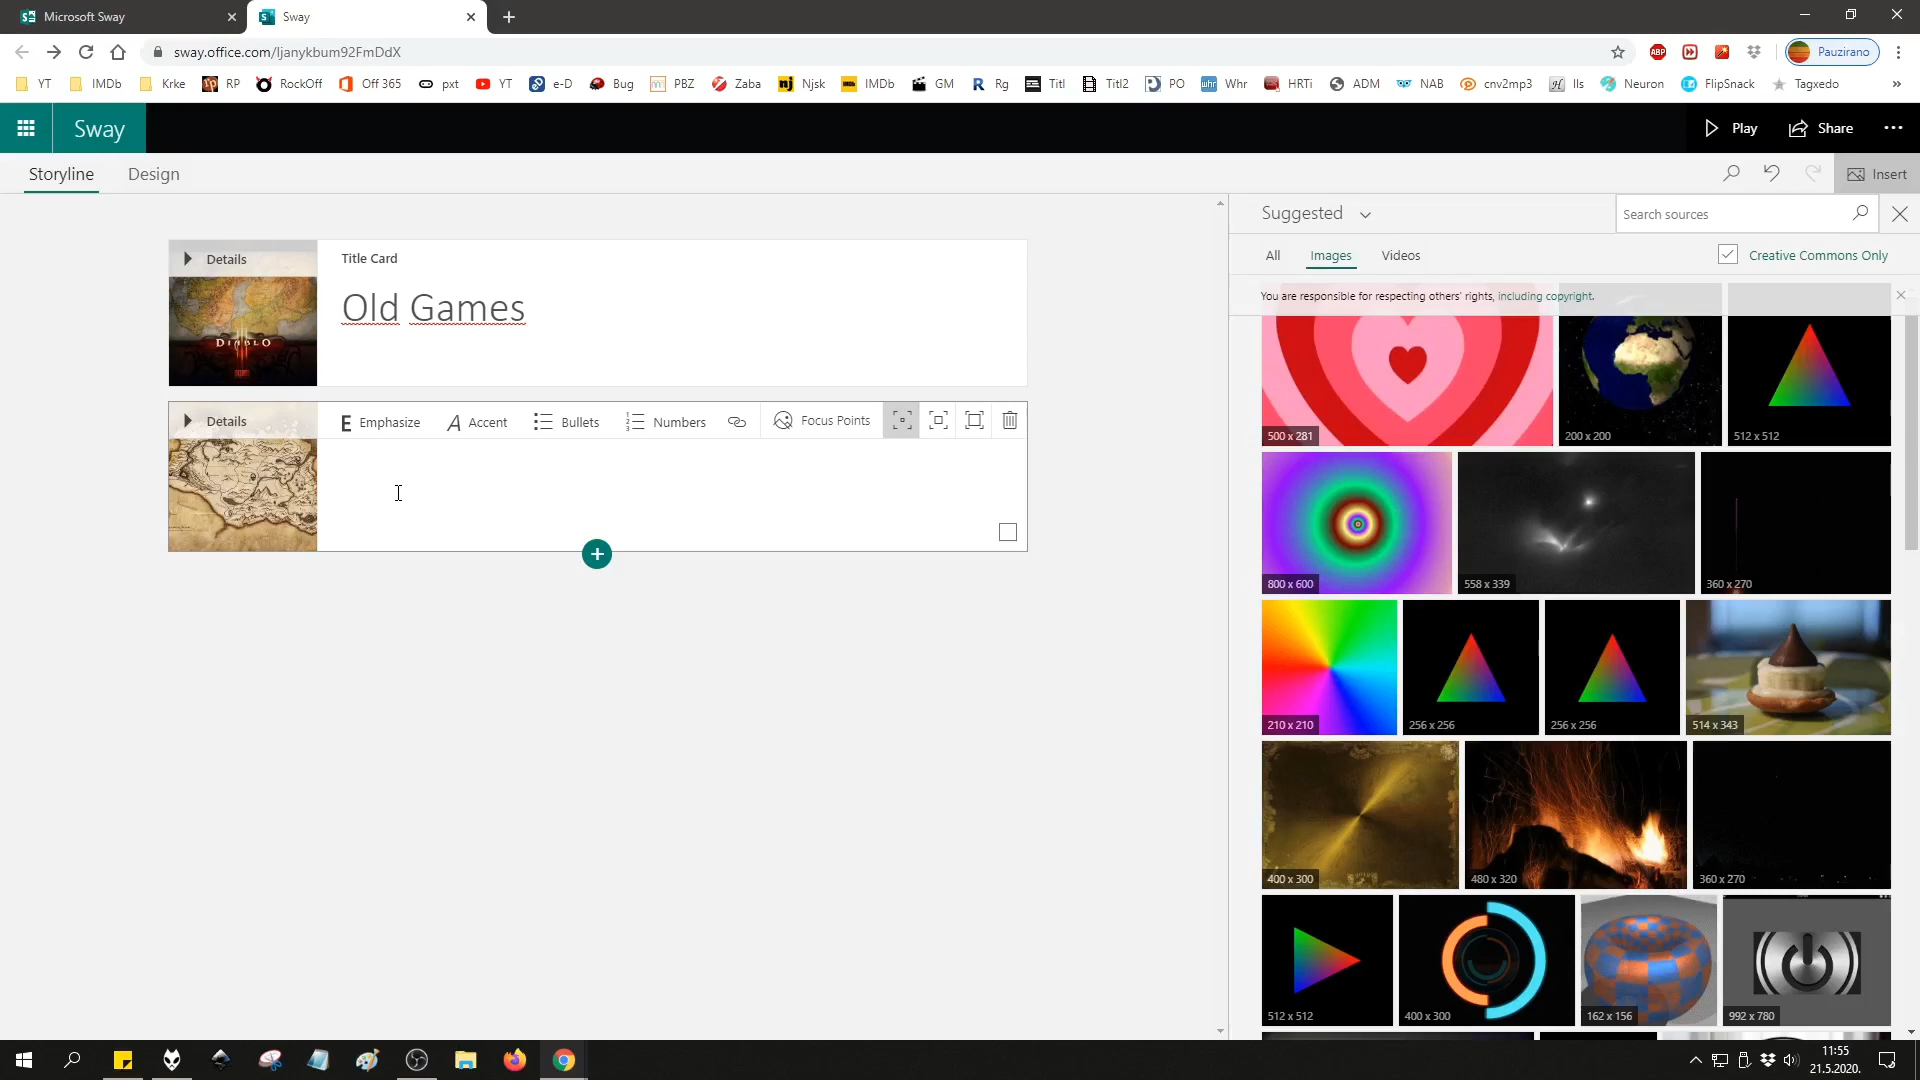 Microsoft Sway
Sway
sway.office.com/ljanykbum92FmDdX
ABP
Pauzirano
YT
IMDb
Krke
RP
RockOff
Off 365
pxt
YT
e-D
Bug
PBZ
Zaba
Njsk
IMDb
GM
Rg
Titl
Titl2
PO
Whr
HRTi
ADM
NAB
cnv2mp3
Ils
Neuron
FlipSnack
Tagxedo
Sway
Play
Share
Storyline
Design
Insert
Suggested
Search sources
All
Images
Videos
Creative Commons Only
You are responsible for respecting others' rights, including copyright.
Details
Title Card
Old Games
DIABLO
Details
Emphasize
Accent
Bullets
Numbers
Focus Points
500 x 281
200 x 200
512 x 512
800 x 600
558 x 339
360 x 270
210 x 210
256 x 256
256 x 256
514 x 343
400 x 300
480 x 320
360 x 270
512 x 512
400 x 300
162 x 156
992 x 780
11:55
21.5.2020.